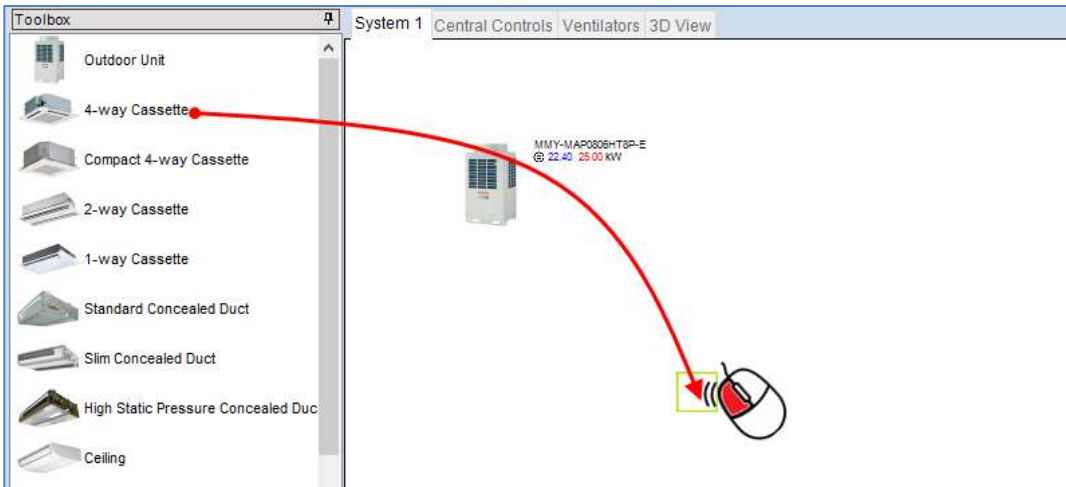 Toolbox
System 1 Central Controls Ventilators 3D View
Outdoor Unit
4-way Cassette
Compact 4-way Cassette
2-way Cassette
1-way Cassette
Standard Concealed Duct
Slim Concealed Duct
High Static Pressure Concealed Duc
Ceiling
MMY-MAP0806HT8P-E
22.40 25.00 kW